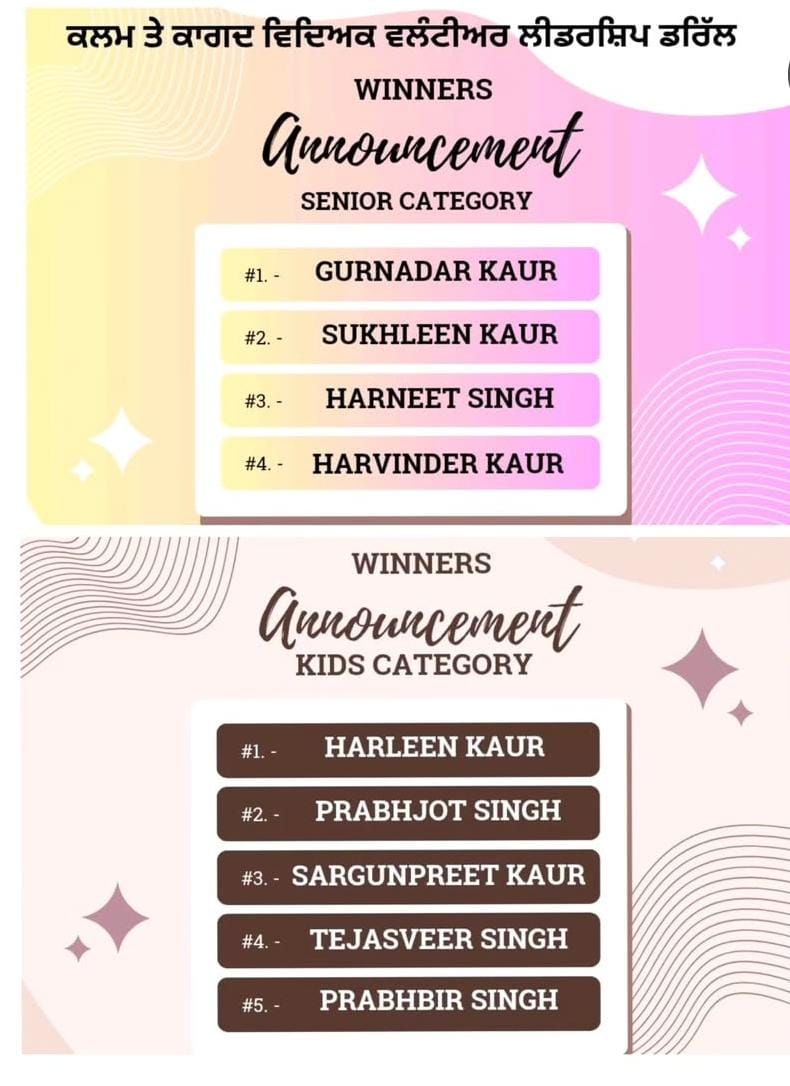 ਕਲਮ ਤੇ ਕਾਗਦ ਵਿਦਿਅਕ ਵਲੰਟੀਅਰ ਲੀਡਰਸ਼ਿਪ ਡਰਿੱਲ
WINNERS
Announcement
SENIOR CATEGORY
#1. - GURNADAR KAUR
#2. - SUKHLEEN KAUR
#3. - HARNEET SINGH
#4. - HARVINDER KAUR
WINNERS
Announcement
KIDS CATEGORY
#1. - HARLEEN KAUR
#2. - PRABHJOT SINGH
#3. - SARGUNPREET KAUR
#4. - TEJASVEER SINGH
#5. - PRABHBIR SINGH